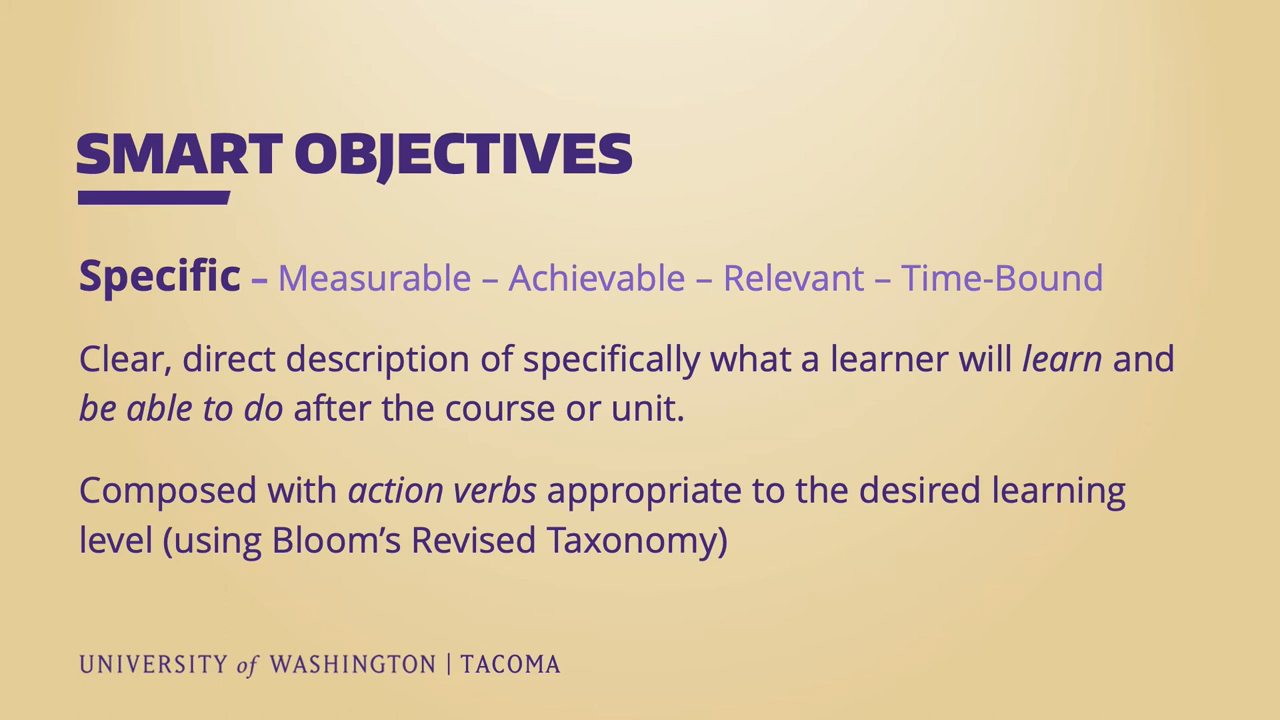 SMART OBJECTIVES
Specific – Measurable – Achievable – Relevant – Time-Bound
Clear, direct description of specifically what a learner will learn and
be able to do after the course or unit.
Composed with action verbs appropriate to the desired learning
level (using Bloom’s Revised Taxonomy)
UNIVERSITY of WASHINGTON | TACOMA